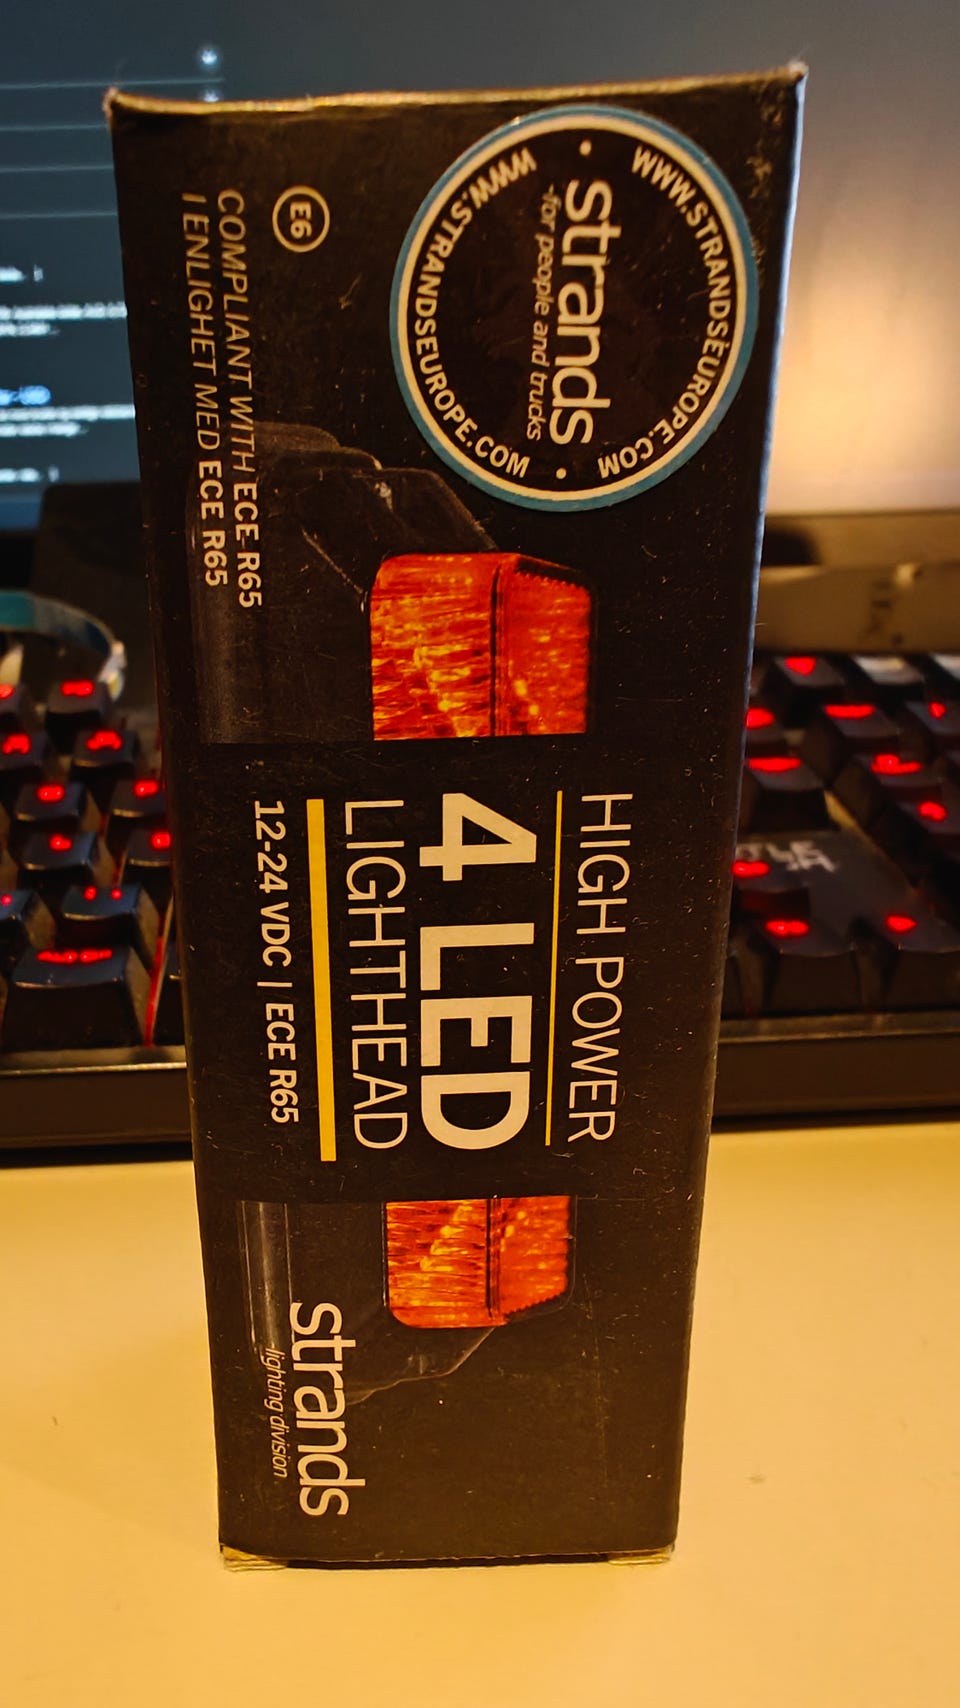 WWW.STRANDSEUROPE.COM
strands
-for people and trucks
WWW.STRANDSEUROPE.COM
E6
COMPLIANT WITH ECE R65
I ENLIGHET MED ECE R65
HIGH POWER
4 LED
LIGHTHEAD
12-24 VDC | ECE R65
strands
-lighting division